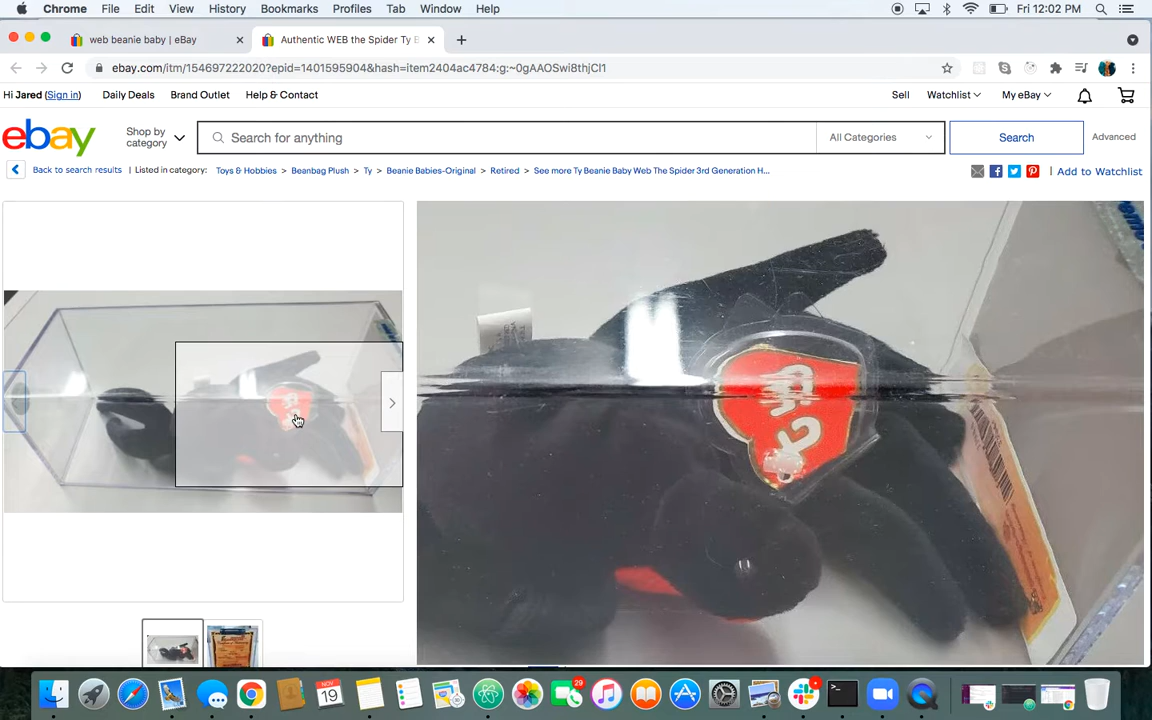 Chrome File Edit View History Bookmarks Profiles Tab Window Help Fri 12:02 PM
web beanie baby | eBay Authentic WEB the Spider Ty B
ebay.com/itm/154697222020?epid=1401595904&hash=item2404ac4784:g:~0gAAOSwi8thjCl1
Hi Jared (Sign in) Daily Deals Brand Outlet Help & Contact Sell Watchlist My eBay
ebay Shop by category Search for anything All Categories Search Advanced
Back to search results | Listed in category: Toys & Hobbies > Beanbag Plush > Ty > Beanie Babies-Original > Retired > See more Ty Beanie Baby Web The Spider 3rd Generation H... | Add to Watchlist
ty
NOV
19
29